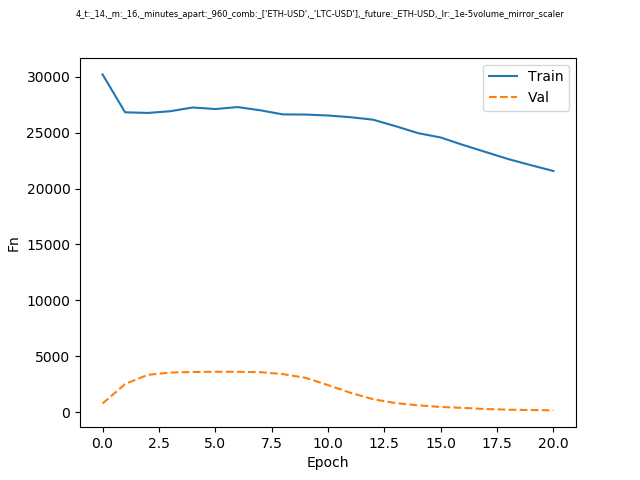 4_t:_14,_m:_16,_minutes_apart:_960_comb:_['ETH-USD',_'LTC-USD'],_future:_ETH-USD,_lr:_1e-5volume_mirror_scaler
Train
Val
30000
25000
20000
15000
10000
5000
0
Fn
0.0 2.5 5.0 7.5 10.0 12.5 15.0 17.5 20.0
Epoch